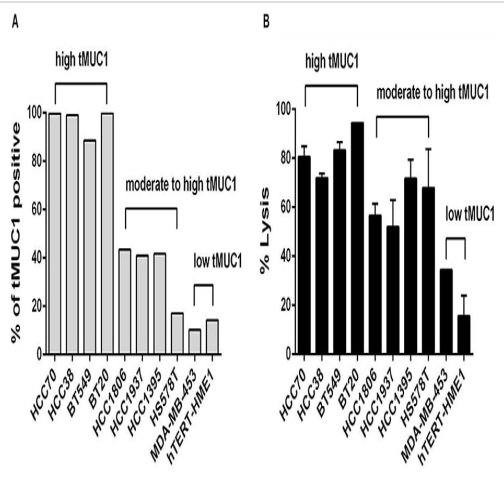 A
high tMUC1
moderate to high tMUC1
low tMUC1
% of tMUC1 positive
100
80
60
40
20
0
HCC70
HCC38
BT549
BT20
HCC1806
HCC1937
HCC1395
HS578T
MDA-MB-453
hTERT-HME1
B
high tMUC1
moderate to high tMUC1
low tMUC1
% Lysis
100
80
60
40
20
0
HCC70
HCC38
BT549
BT20
HCC1806
HCC1937
HCC1395
HS578T
MDA-MB-453
hTERT-HME1